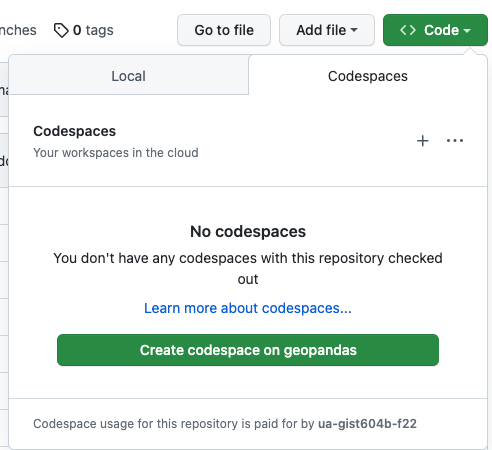 nches 0 tags Go to file Add file <> Code
Local Codespaces
Codespaces
Your workspaces in the cloud
No codespaces
You don't have any codespaces with this repository checked
out
Learn more about codespaces...
Create codespace on geopandas
Codespace usage for this repository is paid for by ua-gist604b-f22